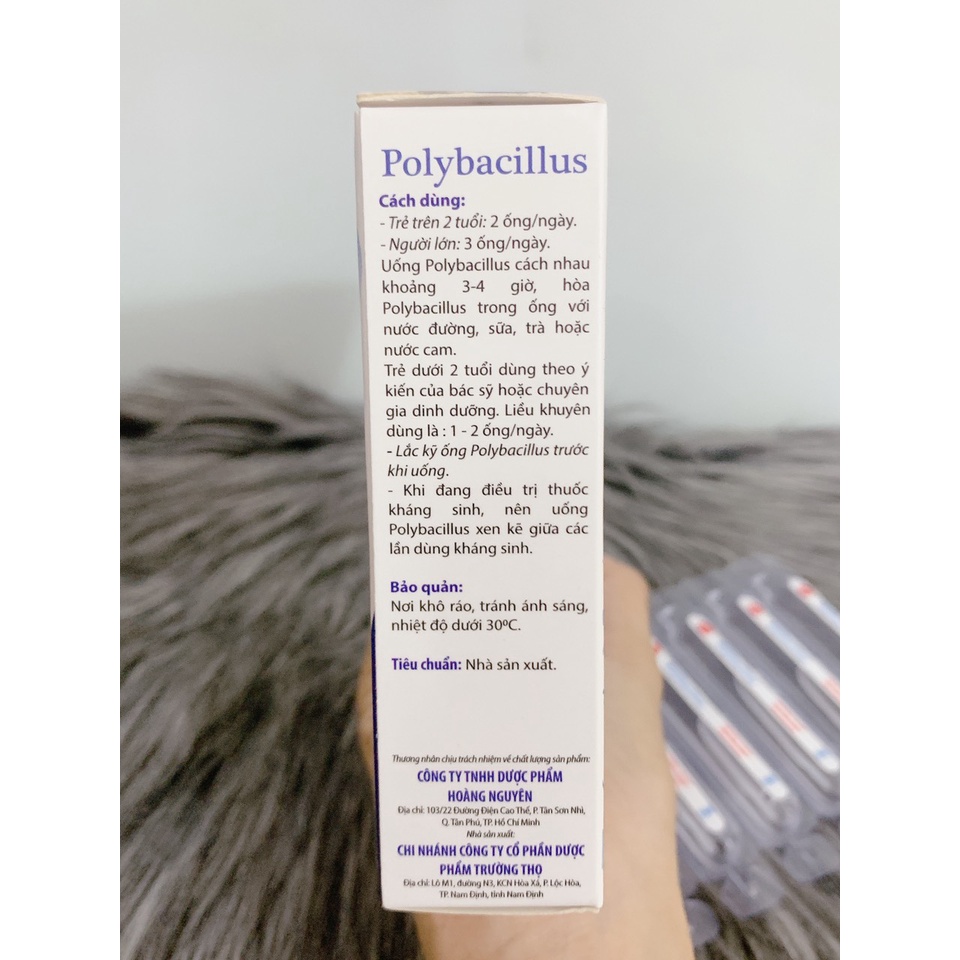 Polybacillus
Cách dùng:
- Trẻ trên 2 tuổi: 2 ống/ngày.
- Người lớn: 3 ống/ngày.
Uống Polybacillus cách nhau
khoảng 3-4 giờ, hòa
Polybacillus trong ống với
nước đường, sữa, trà hoặc
nước cam.
Trẻ dưới 2 tuổi dùng theo ý
kiến của bác sỹ hoặc chuyên
gia dinh dưỡng. Liều khuyên
dùng là : 1 - 2 ống/ngày.
- Lắc kỹ ống Polybacillus trước
khi uống.
- Khi đang điều trị thuốc
kháng sinh, nên uống
Polybacillus xen kẽ giữa các
lần dùng kháng sinh.
Bảo quản:
Nơi khô ráo, tránh ánh sáng,
nhiệt độ dưới 30ºC.
Tiêu chuẩn: Nhà sản xuất.
Thương nhân chịu trách nhiệm về chất lượng sản phẩm:
CÔNG TY TNHH DƯỢC PHẨM
HOÀNG NGUYÊN
Địa chỉ: 103/22 Đường Điện Cao Thế, P. Tân Sơn Nhì,
Q. Tân Phú, TP. Hồ Chí Minh
Nhà sản xuất:
CHI NHÁNH CÔNG TY CỔ PHẦN DƯỢC
PHẨM TRƯỜNG THỌ
Địa chỉ: Lô M1, đường N3, KCN Hòa Xá, P. Lộc Hòa,
TP. Nam Định, tỉnh Nam Định